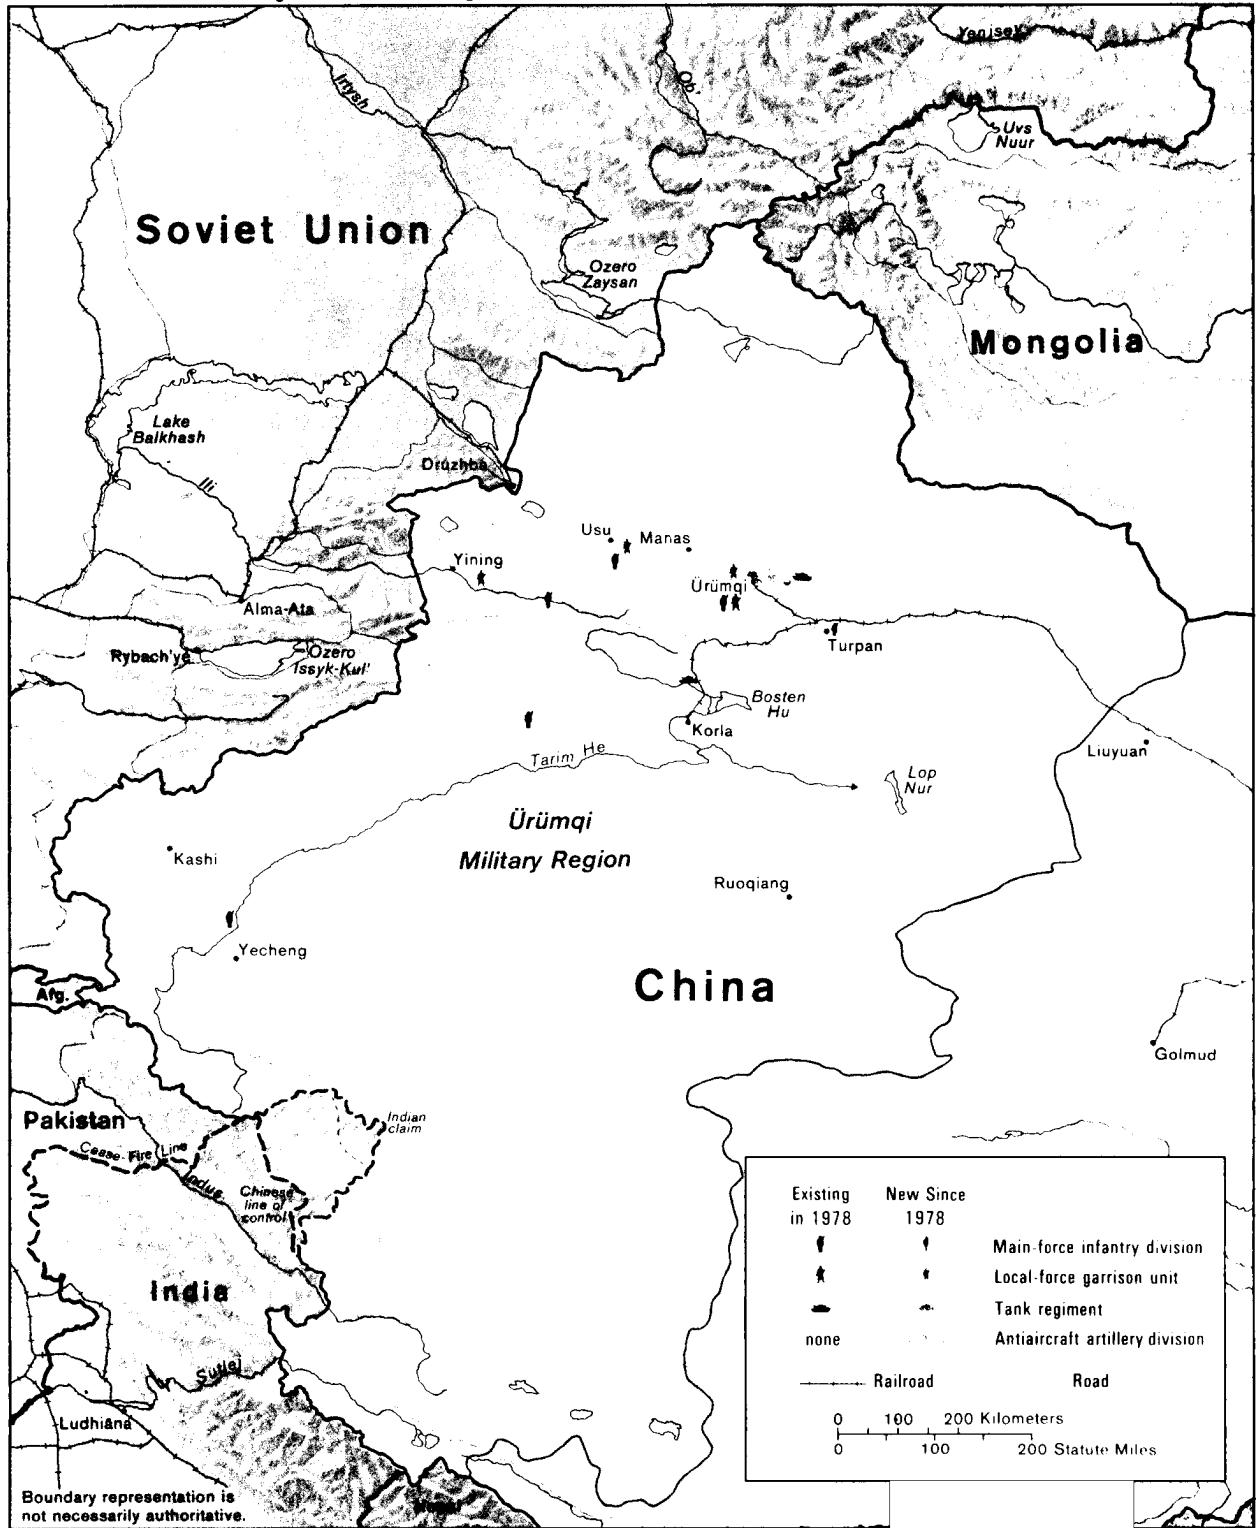 Yenisey
Irtysh
Ob'
Uvs
Nuur
Soviet Union
Ozero
Zaysan
Mongolia
Lake
Balkhash
Ili
Druzhba
Usu
Manas
Yining
Ürümqi
Alma-Ata
Turpan
Rybach'ye
Ozero
Issyk-Kul'
Bosten
Hu
Korla
Liuyuan
Tarim He
Lop
Nur
Ürümqi
Military Region
Kashi
Ruoqiang
Yecheng
China
Afg.
Golmud
Pakistan
Indian
claim
Cease-Fire Line
Indus
Chinese
line of
control
India
Sutlej
Ludhiana
Nepal
Boundary representation is
not necessarily authoritative.
Existing
in 1978
New Since
1978
Main-force infantry division
Local-force garrison unit
Tank regiment
none
Antiaircraft artillery division
Railroad
Road
0 100 200 Kilometers
0 100 200 Statute Miles